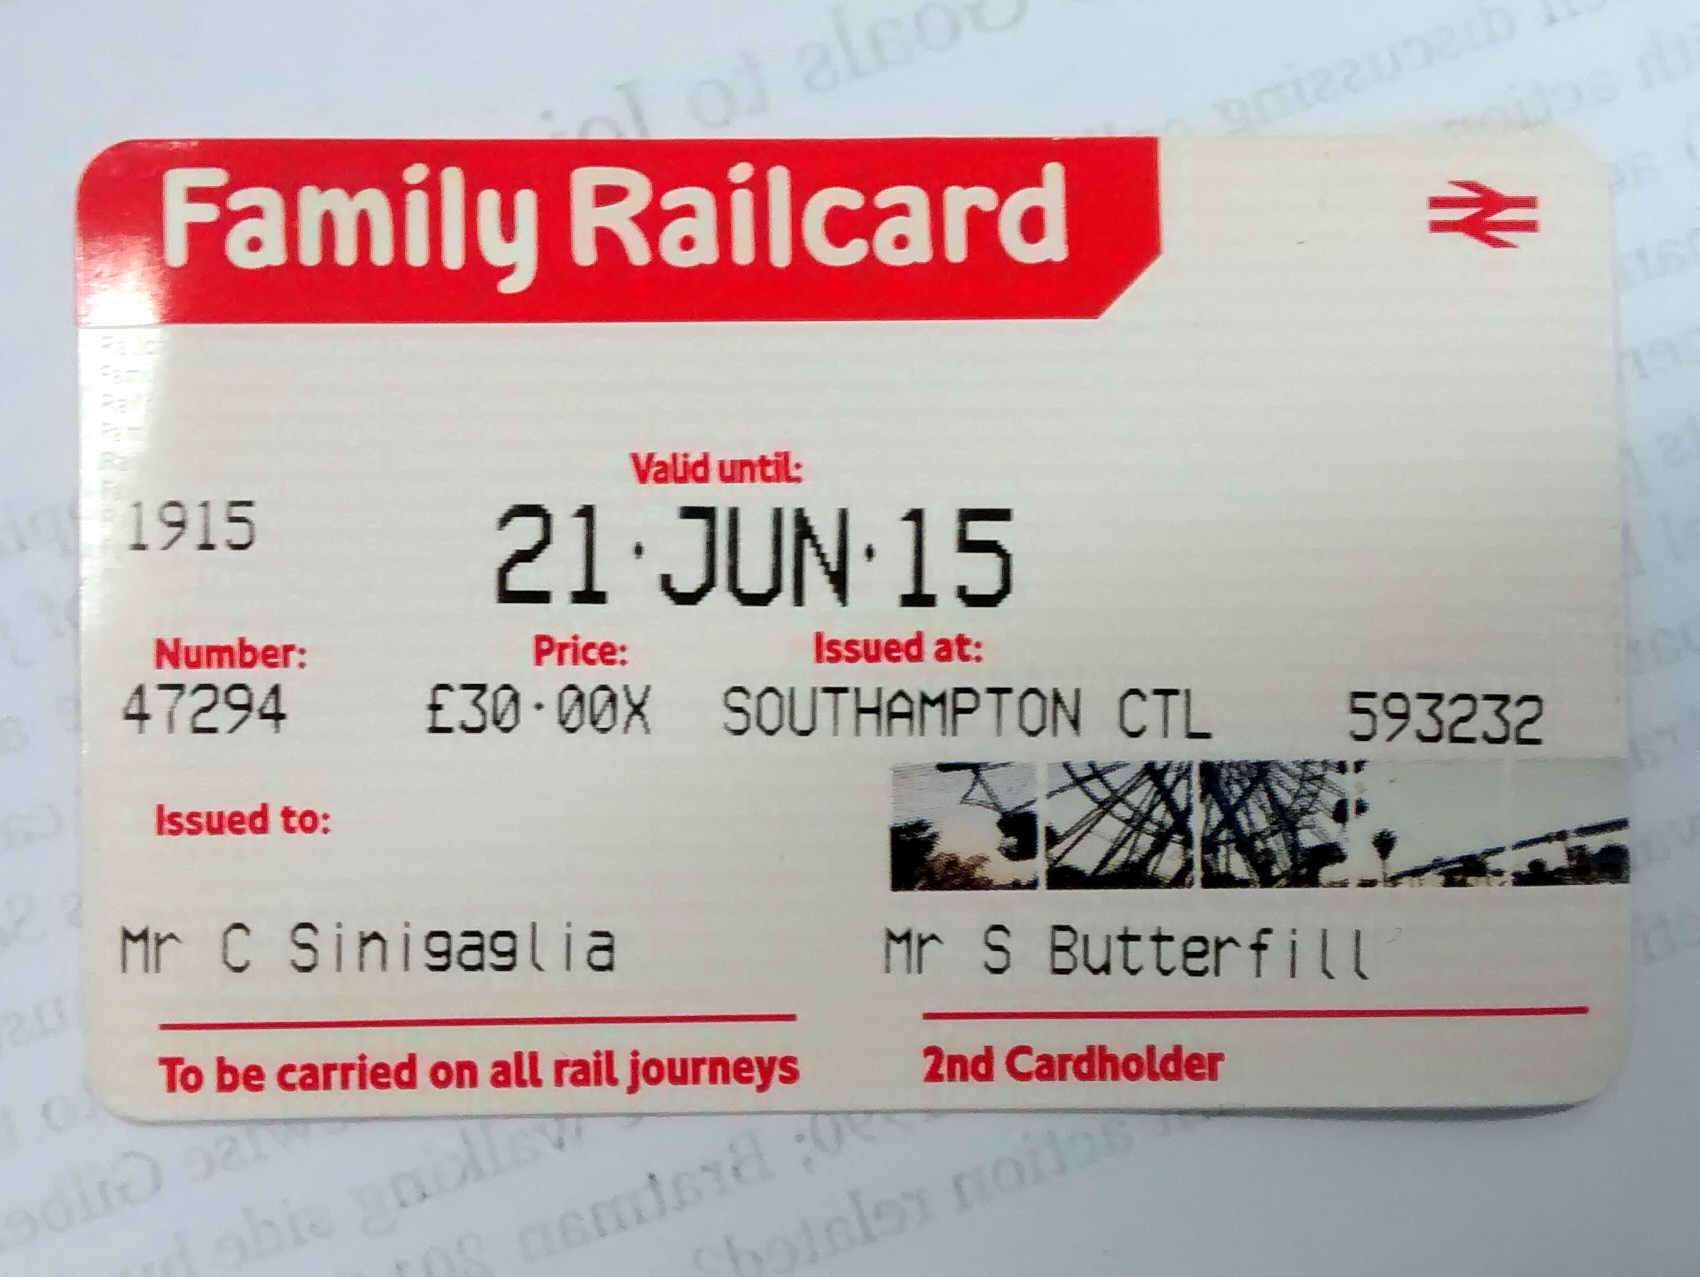 Family Railcard
Valid until:
1915 21·JUN·15
Number: Price: Issued at:
47294 £30·00X SOUTHAMPTON CTL 593232
Issued to:
Mr C Sinigaglia Mr S Butterfill
To be carried on all rail journeys 2nd Cardholder